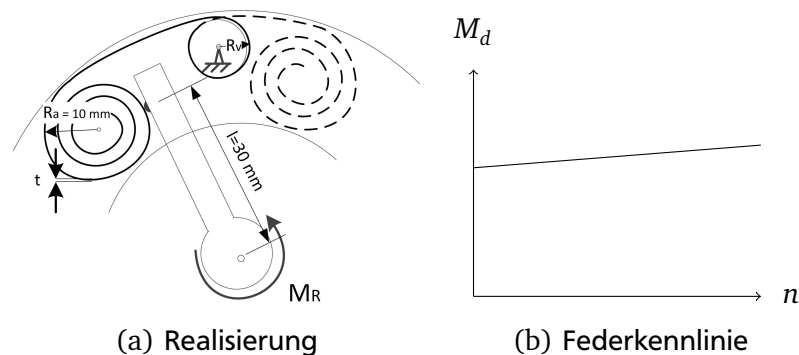 Rv
Ra = 10 mm
t
l=30 mm
MR
Md
n
(a) Realisierung
(b) Federkennlinie